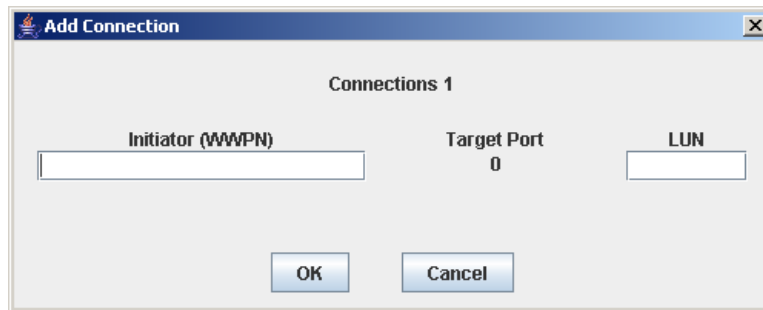 Add Connection
Connections 1
Initiator (WWPN) Target Port LUN
0
OK Cancel